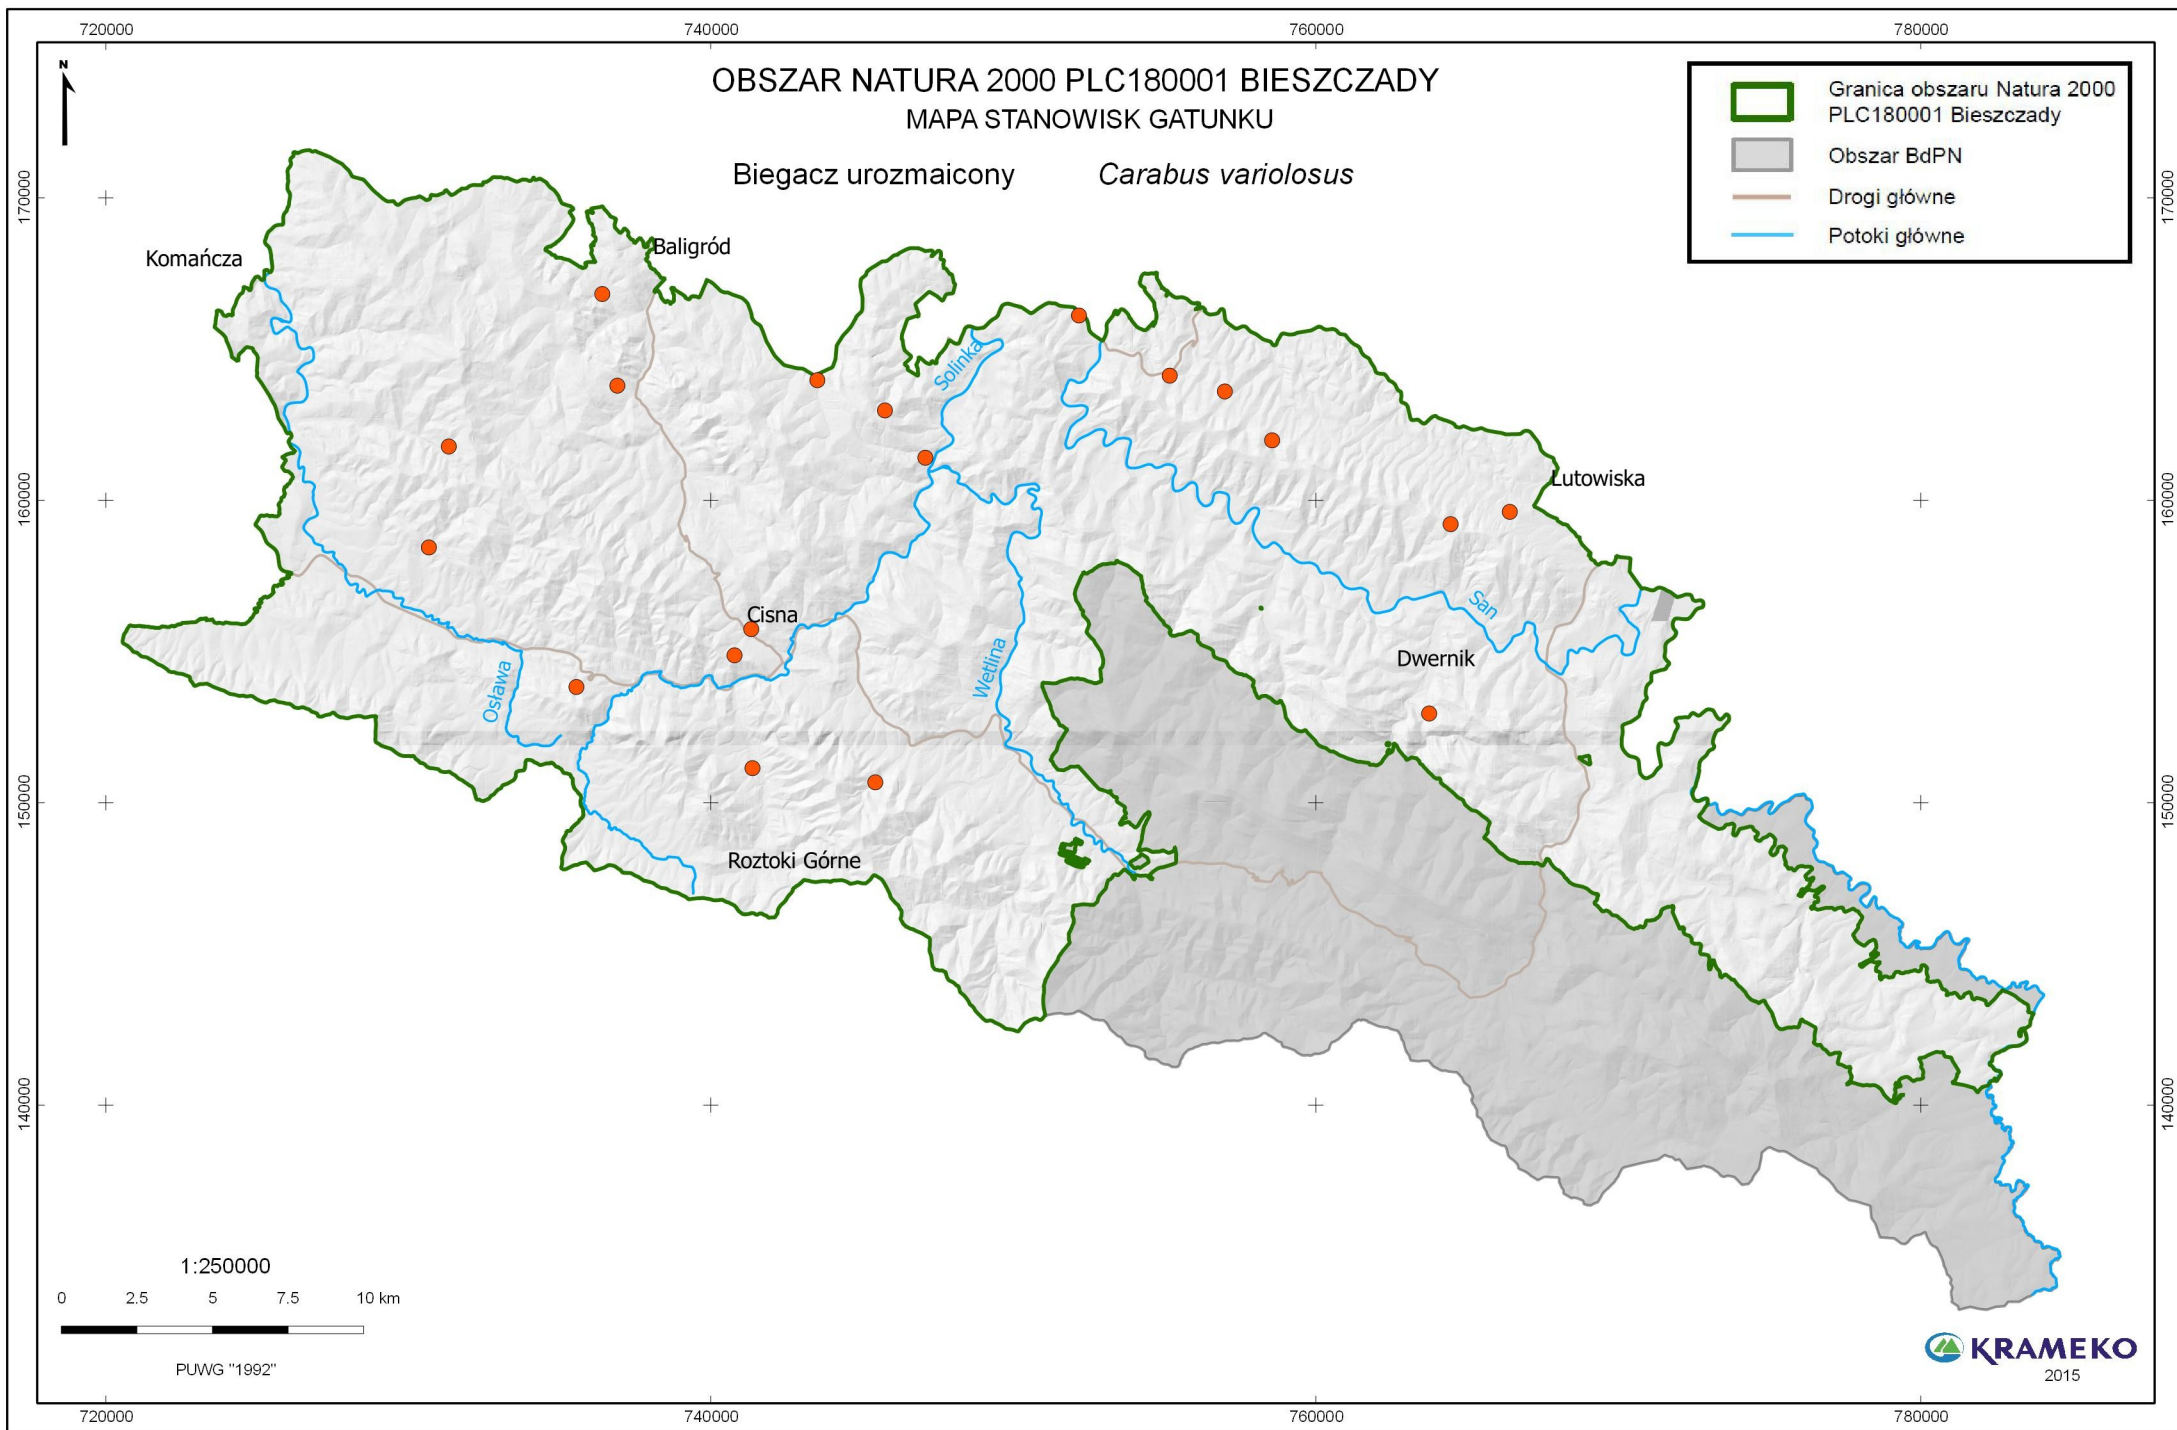 720000 740000 760000 780000
N
OBSZAR NATURA 2000 PLC180001 BIESZCZADY
MAPA STANOWISK GATUNKU
Biegacz urozmaicony Carabus variolosus
Granica obszaru Natura 2000
PLC180001 Bieszczady
Obszar BdPN
Drogi główne
Potoki główne
170000 170000
Komańcza
Baligród
Solinka
Lutowiska
160000 160000
Cisna
San
Dwernik
Wetlina
Osława
150000 150000
Roztoki Górne
140000 140000
1:250000
0 2.5 5 7.5 10 km
PUWG "1992"
KRAMEKO
2015
720000 740000 760000 780000